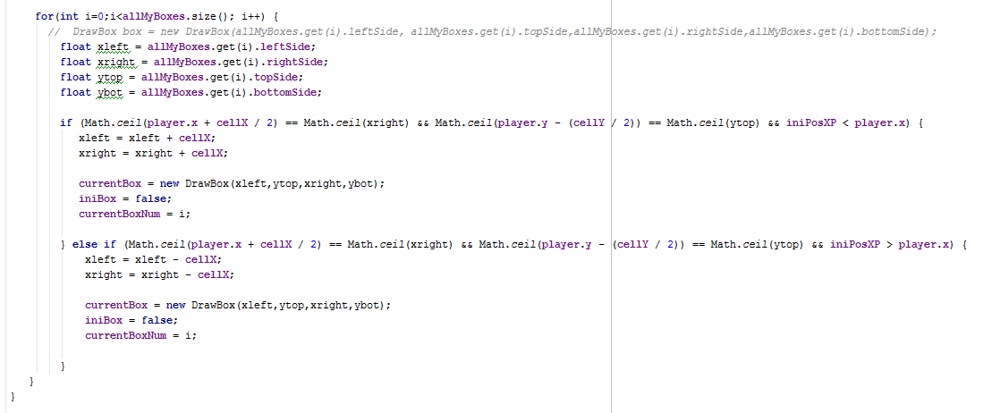 for(int i=0;i<allMyBoxes.size(); i++) {
// DrawBox box = new DrawBox(allMyBoxes.get(i).leftSide, allMyBoxes.get(i).topSide,allMyBoxes.get(i).rightSide,allMyBoxes.get(i).bottomSide);
float xleft = allMyBoxes.get(i).leftSide;
float xright = allMyBoxes.get(i).rightSide;
float ytop = allMyBoxes.get(i).topSide;
float ybot = allMyBoxes.get(i).bottomSide;
if (Math.ceil(player.x + cellX / 2) == Math.ceil(xright) && Math.ceil(player.y - (cellY / 2)) == Math.ceil(ytop) && iniPosXP < player.x) {
xleft = xleft + cellX;
xright = xright + cellX;
currentBox = new DrawBox(xleft,ytop,xright,ybot);
iniBox = false;
currentBoxNum = i;
} else if (Math.ceil(player.x + cellX / 2) == Math.ceil(xright) && Math.ceil(player.y - (cellY / 2)) == Math.ceil(ytop) && iniPosXP > player.x) {
xleft = xleft - cellX;
xright = xright - cellX;
currentBox = new DrawBox(xleft,ytop,xright,ybot);
iniBox = false;
currentBoxNum = i;
}
}
}